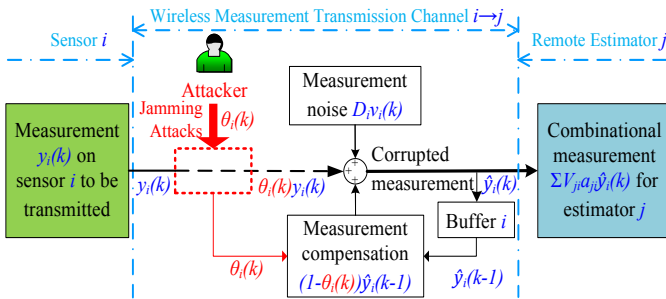 Sensor i
Wireless Measurement Transmission Channel i→j
Remote Estimator j
Attacker
Jamming
Attacks
θi(k)
Measurement
noise Divi(k)
Measurement
yi(k) on
sensor i to be
transmitted
yi(k)
θi(k)yi(k)
+
+
+
Corrupted
measurement
ŷi(k)
Combinational
measurement
ΣVjiajiŷi(k) for
estimator j
Buffer i
Measurement
compensation
(1-θi(k))ŷi(k-1)
θi(k)
ŷi(k-1)